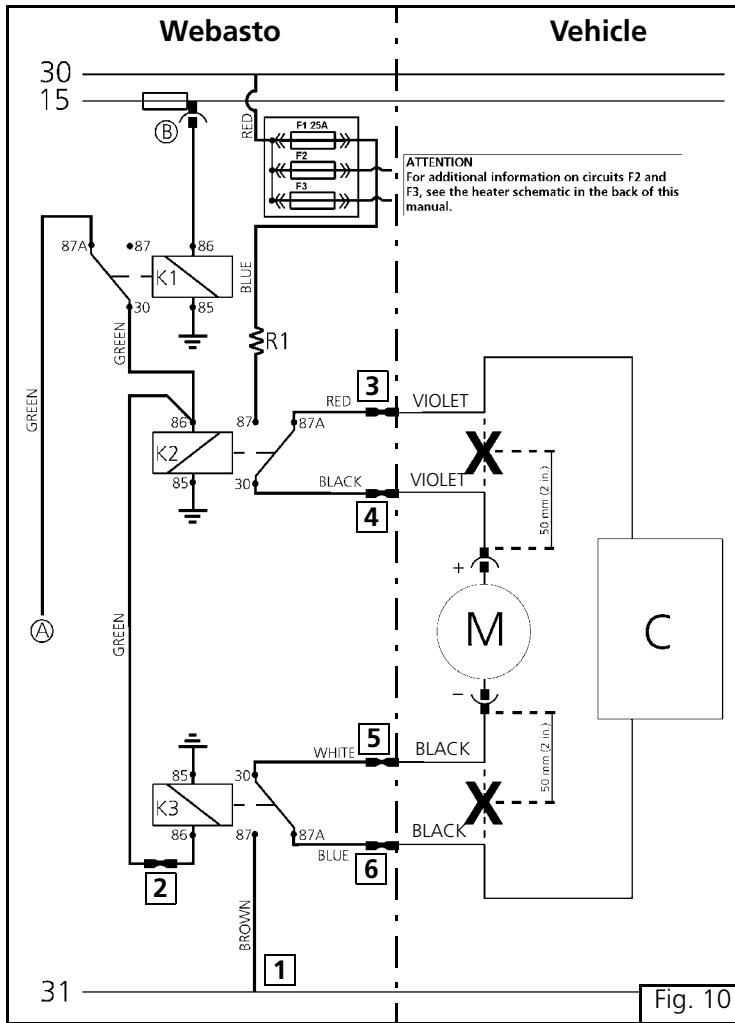 Webasto
Vehicle
30
15
RED
B
F1 25A
F2
F3
ATTENTION
For additional information on circuits F2 and
F3, see the heater schematic in the back of this
manual.
87A
87
86
K1
BLUE
30
85
GREEN
R1
GREEN
3
RED
VIOLET
86
87
87A
K2
X
85
30
BLACK
VIOLET
4
50 mm (2 in.)
+
A
GREEN
M
C
–
5
WHITE
BLACK
85
30
50 mm (2 in.)
K3
X
86
87
87A
BLACK
BLUE
6
2
BROWN
1
31
Fig. 10